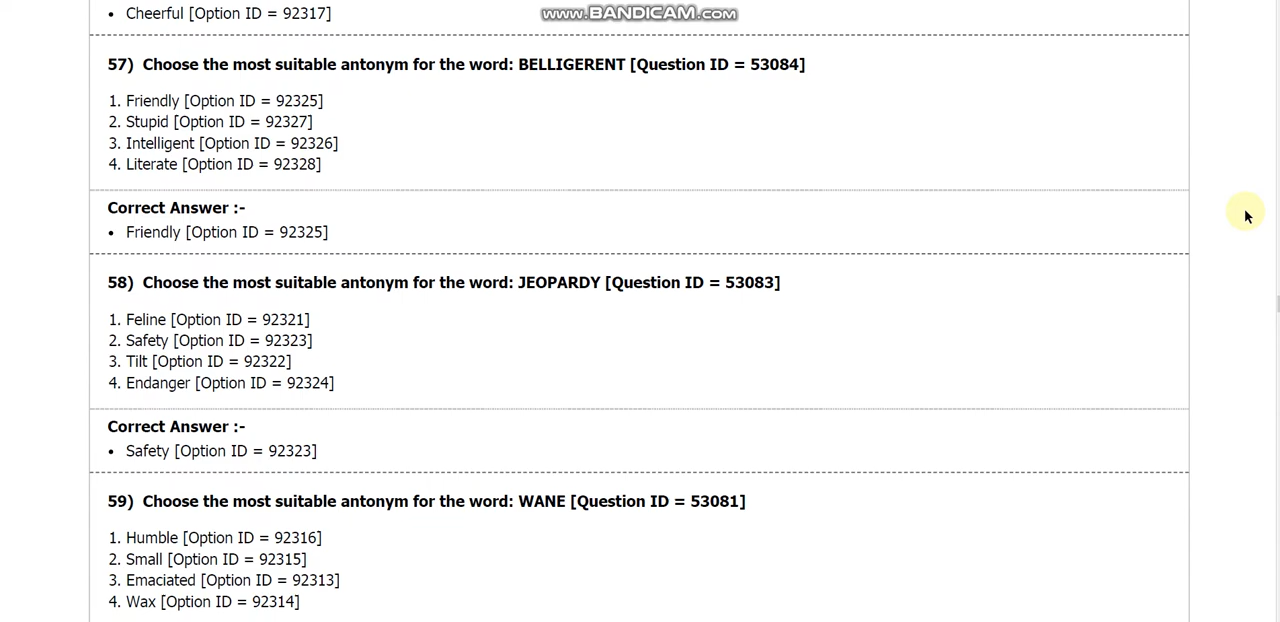 www.BANDICAM.com
• Cheerful [Option ID = 92317]
57) Choose the most suitable antonym for the word: BELLIGERENT [Question ID = 53084]
1. Friendly [Option ID = 92325]
2. Stupid [Option ID = 92327]
3. Intelligent [Option ID = 92326]
4. Literate [Option ID = 92328]
Correct Answer :-
• Friendly [Option ID = 92325]
58) Choose the most suitable antonym for the word: JEOPARDY [Question ID = 53083]
1. Feline [Option ID = 92321]
2. Safety [Option ID = 92323]
3. Tilt [Option ID = 92322]
4. Endanger [Option ID = 92324]
Correct Answer :-
• Safety [Option ID = 92323]
59) Choose the most suitable antonym for the word: WANE [Question ID = 53081]
1. Humble [Option ID = 92316]
2. Small [Option ID = 92315]
3. Emaciated [Option ID = 92313]
4. Wax [Option ID = 92314]